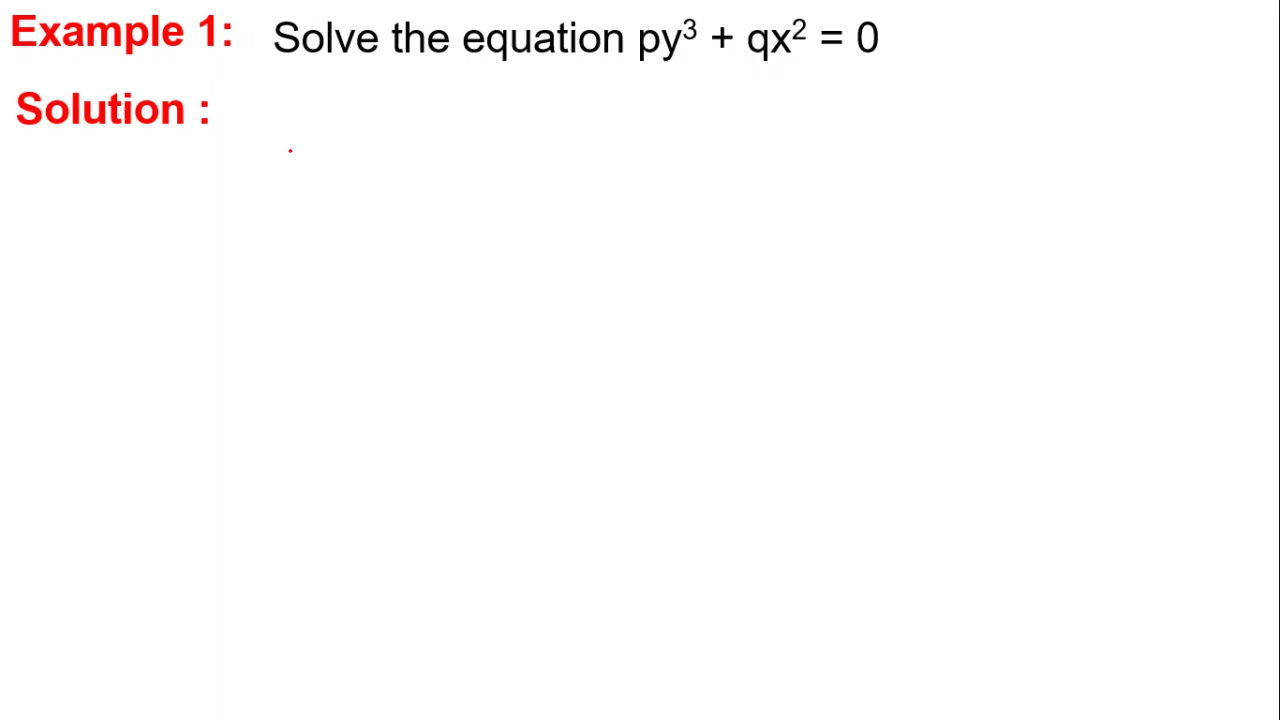 Example 1: Solve the equation py³ + qx² = 0
Solution :